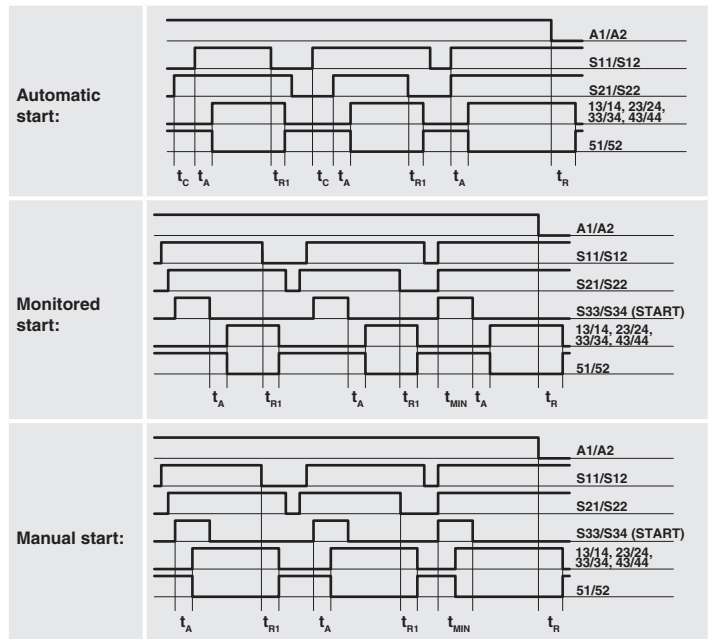 Automatic
start:
A1/A2
S11/S12
S21/S22
13/14, 23/24,
33/34, 43/44
51/52
tC tA tR1 tC tA tR1 tA tR
Monitored
start:
A1/A2
S11/S12
S21/S22
S33/S34 (START)
13/14, 23/24,
33/34, 43/44
51/52
tA tR1 tA tR1 tMIN tA tR
Manual start:
A1/A2
S11/S12
S21/S22
S33/S34 (START)
13/14, 23/24,
33/34, 43/44
51/52
tA tR1 tA tR1 tMIN tR